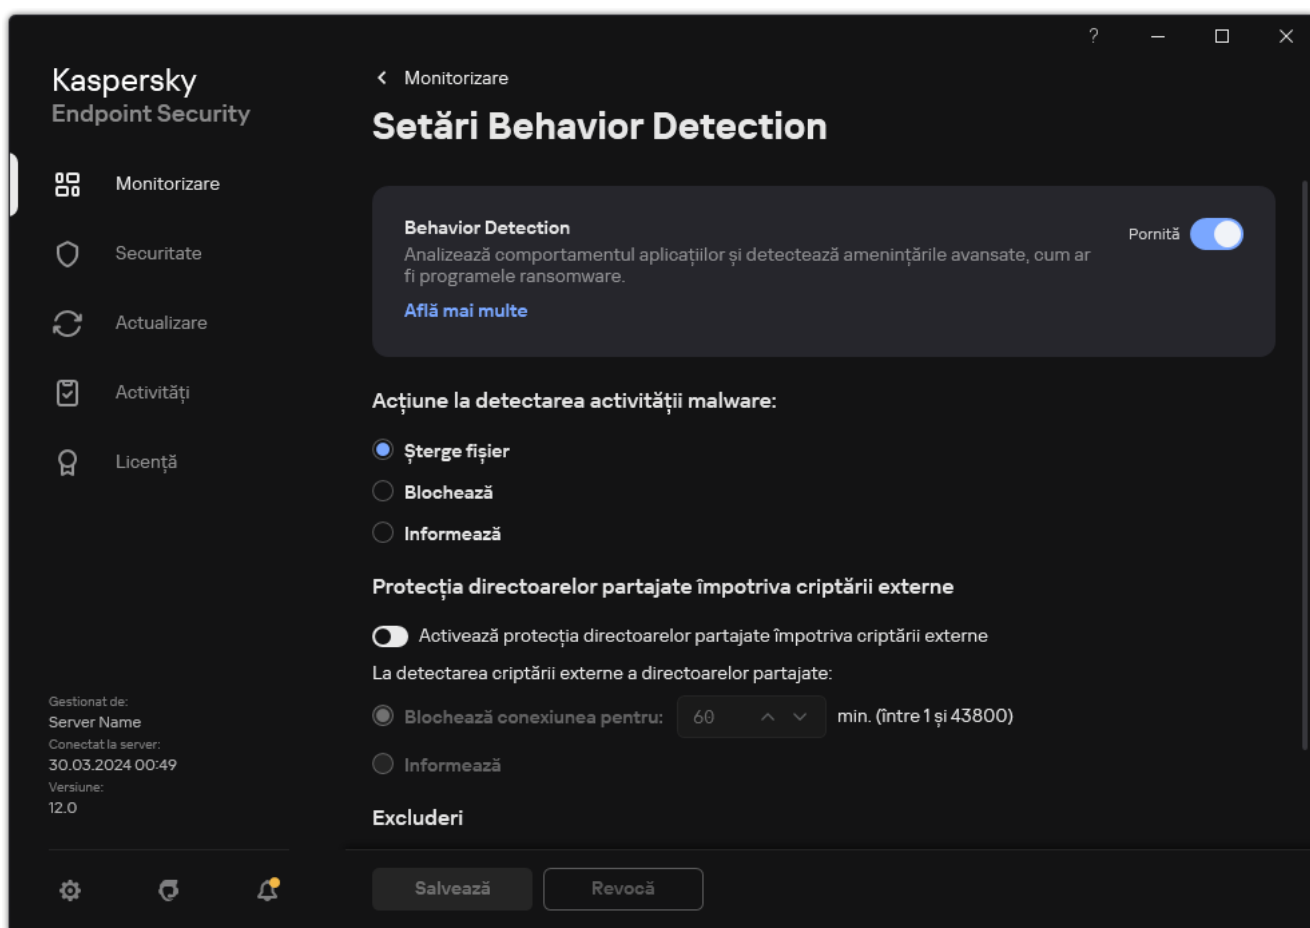 ?
Kaspersky
Endpoint Security
Monitorizare
Securitate
Actualizare
Activități
Licență
Gestionat de:
Server Name
Conectat la server:
30.03.2024 00:49
Versiune:
12.0
Monitorizare
Setări Behavior Detection
Behavior Detection
Pornită
Analizează comportamentul aplicațiilor și detectează amenințările avansate, cum ar
fi programele ransomware.
Află mai multe
Acțiune la detectarea activității malware:
Șterge fișier
Blochează
Informează
Protecția directoarelor partajate împotriva criptării externe
Activează protecția directoarelor partajate împotriva criptării externe
La detectarea criptării externe a directoarelor partajate:
Blochează conexiunea pentru: 60 min. (între 1 și 43800)
Informează
Excluderi
Salvează Revocă